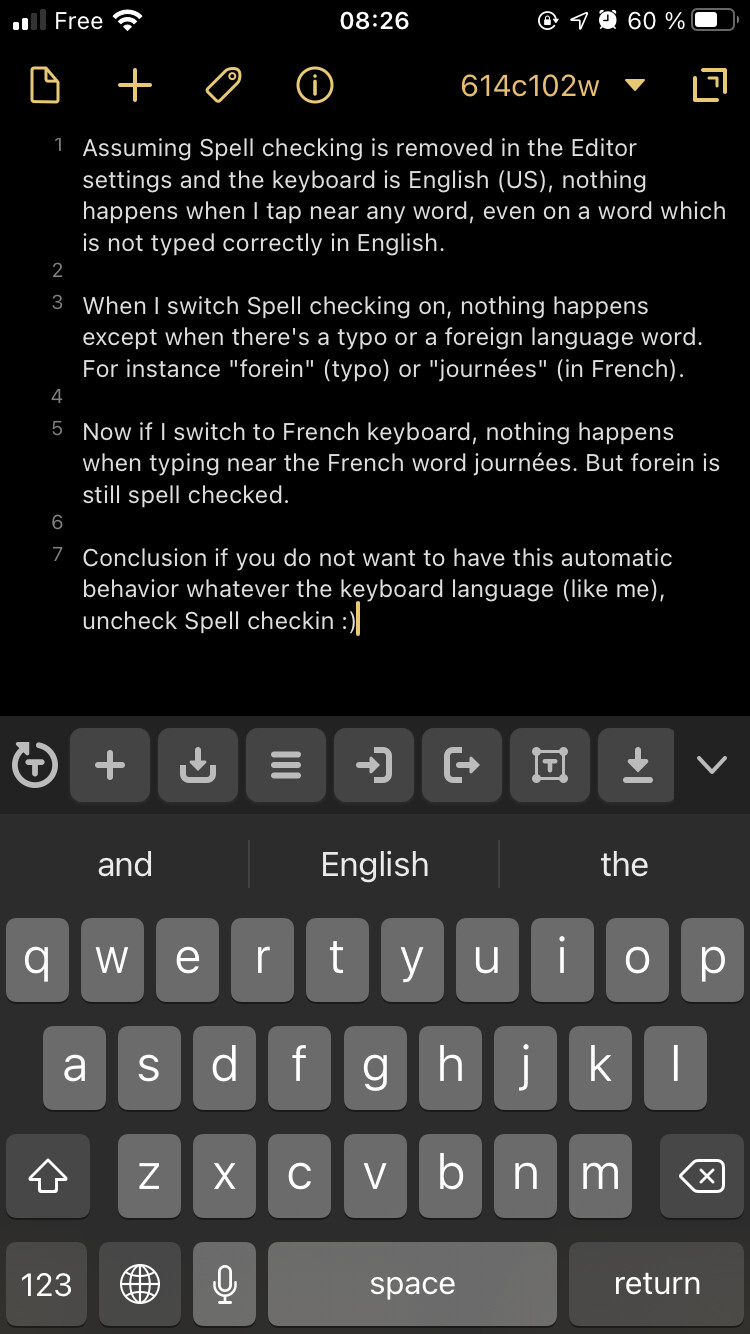 Free 08:26 60 %
614c102w
1 Assuming Spell checking is removed in the Editor
settings and the keyboard is English (US), nothing
happens when I tap near any word, even on a word which
is not typed correctly in English.
2
3 When I switch Spell checking on, nothing happens
except when there's a typo or a foreign language word.
For instance "forein" (typo) or "journées" (in French).
4
5 Now if I switch to French keyboard, nothing happens
when typing near the French word journées. But forein is
still spell checked.
6
7 Conclusion if you do not want to have this automatic
behavior whatever the keyboard language (like me),
uncheck Spell checkin :)
T T
and English the
q w e r t y u i o p
a s d f g h j k l
z x c v b n m
123 space return